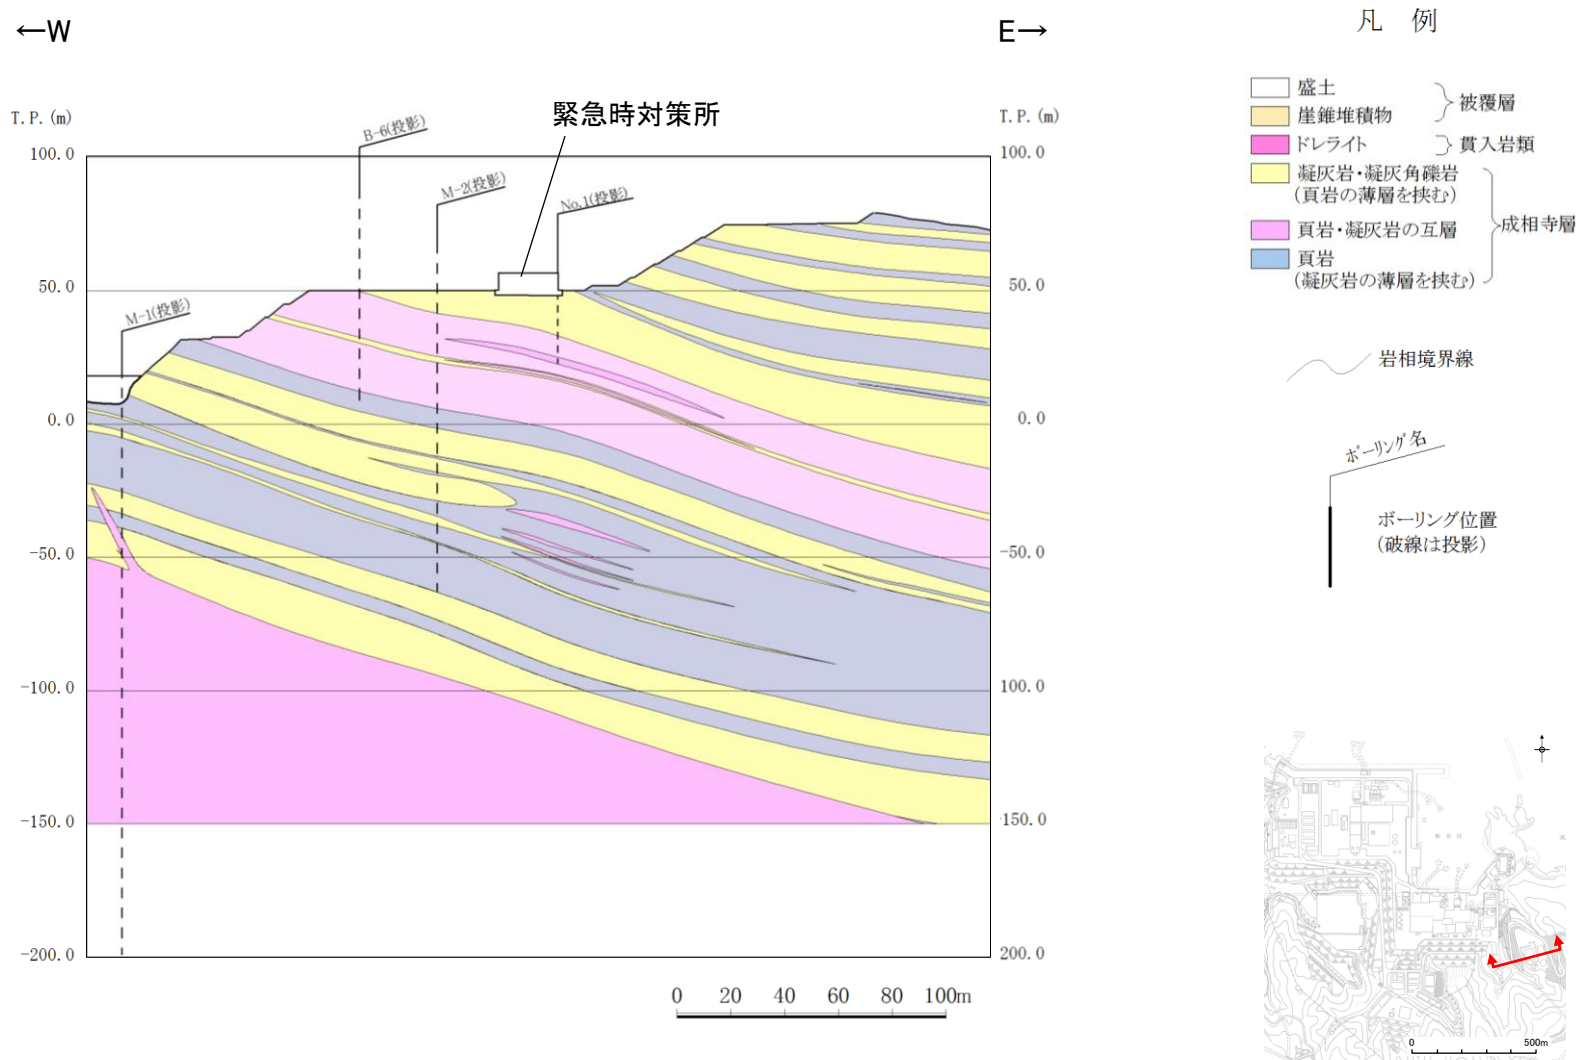 ←W
E→
凡 例
T.P.(m)
緊急時対策所
T.P.(m)
B-6(投影)
M-2(投影)
No.1(投影)
M-1(投影)
100.0
50.0
0.0
-50.0
-100.0
-150.0
-200.0
100.0
50.0
0.0
-50.0
100.0
150.0
200.0
盛土
崖錐堆積物
被覆層
ドレライト
貫入岩類
凝灰岩・凝灰角礫岩
(頁岩の薄層を挟む)
頁岩・凝灰岩の互層
成相寺層
頁岩
(凝灰岩の薄層を挟む)
岩相境界線
ボーリング名
ボーリング位置
(破線は投影)
0 20 40 60 80 100m
0 500m